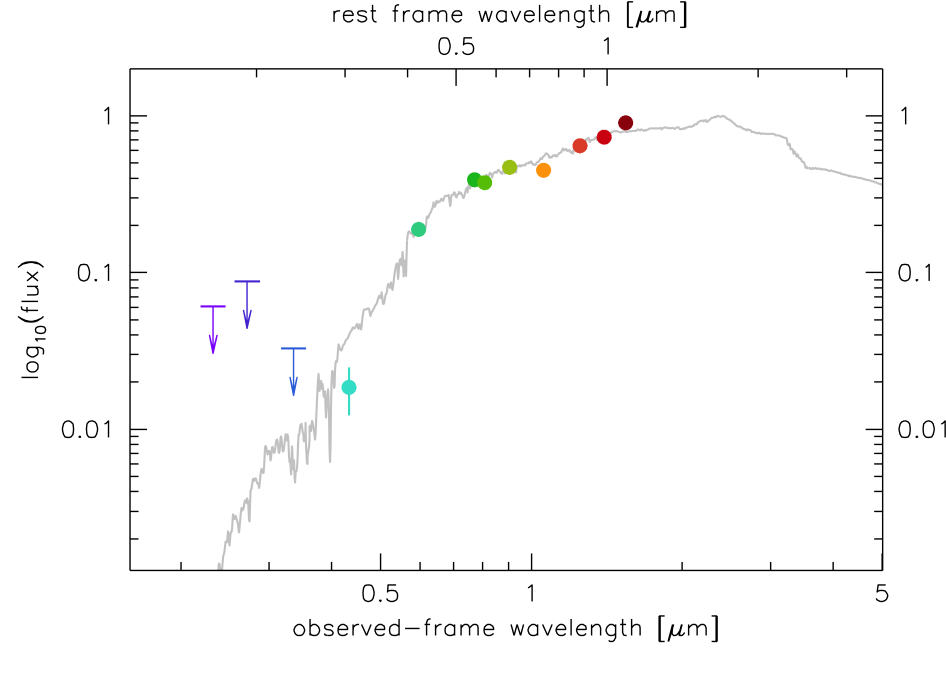 rest frame wavelength [μm]
0.5 1
1 1
0.1 0.1
log10(flux)
0.01 0.01
0.5 1 5
observed-frame wavelength [μm]